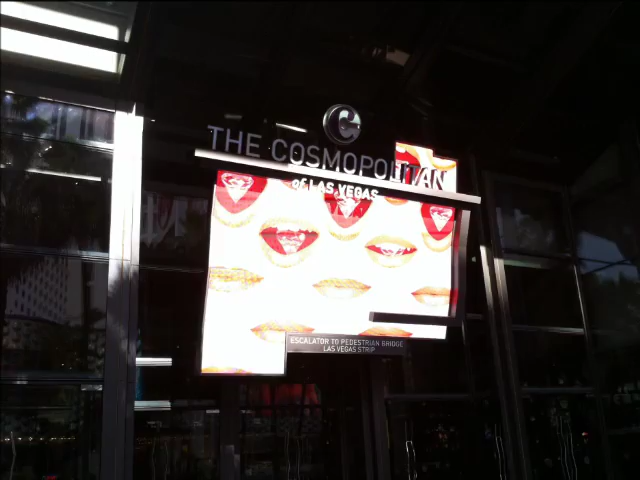 C
THE COSMOPOLITAN
of LAS VEGAS
ESCALATOR TO PEDESTRIAN BRIDGE
LAS VEGAS STRIP